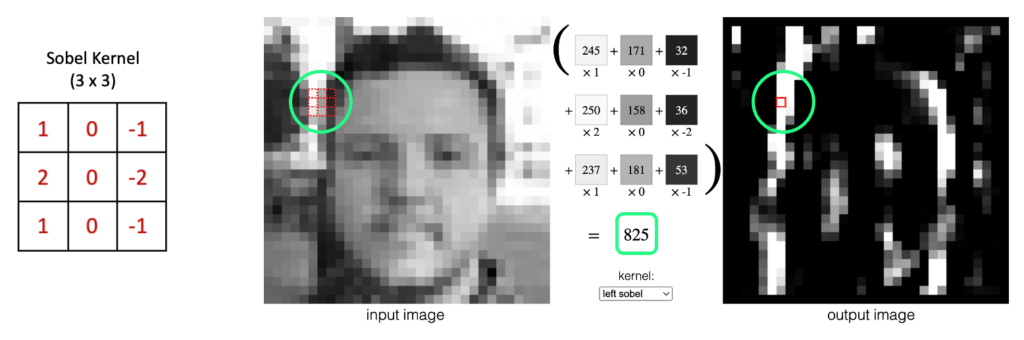 Sobel Kernel
(3 x 3)
1 0 -1
2 0 -2
1 0 -1
( 245 + 171 + 32
×1 ×0 ×-1
+ 250 + 158 + 36
×2 ×0 ×-2
+ 237 + 181 + 53 )
×1 ×0 ×-1
= 825
kernel:
left sobel
input image
output image